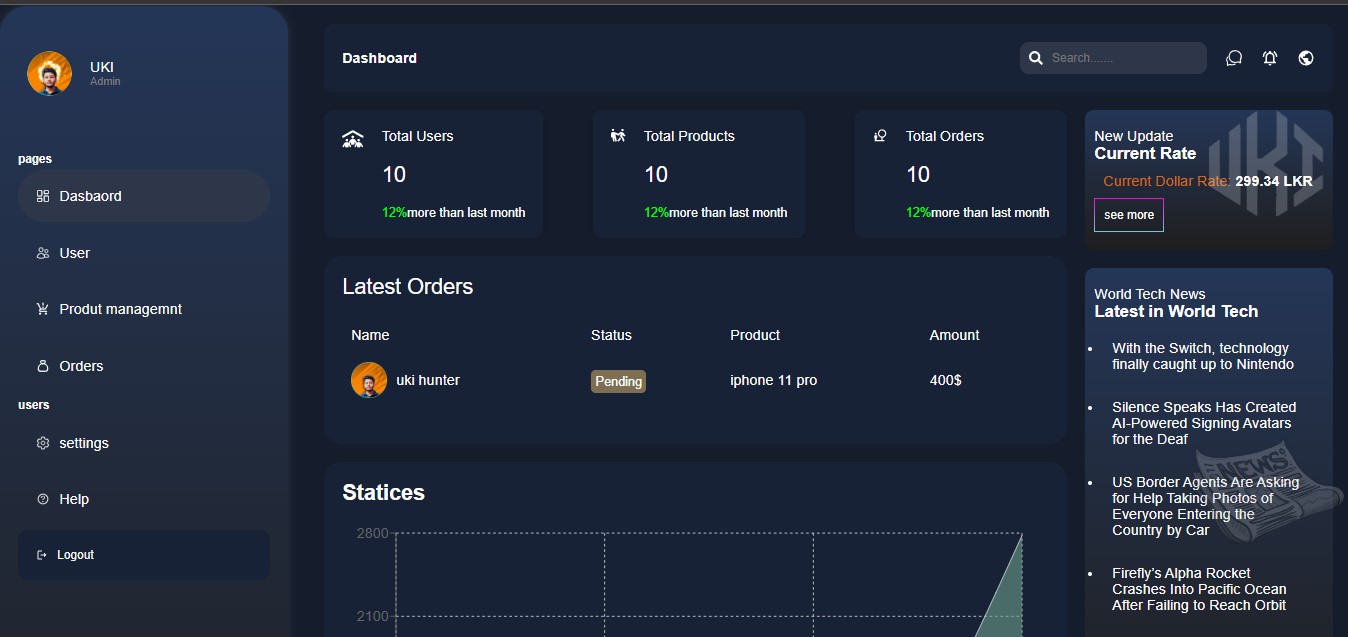 UKI
Admin
pages
Dasbaord
User
Produt managemnt
Orders
users
settings
Help
Logout
Dashboard
Search.......
Total Users
10
12%more than last month
Total Products
10
12%more than last month
Total Orders
10
12%more than last month
Latest Orders
Name Status Product Amount
uki hunter Pending iphone 11 pro 400$
Statices
2800
2100
New Update
Current Rate
Current Dollar Rate: 299.34 LKR
see more
UKI
World Tech News
Latest in World Tech
With the Switch, technology
finally caught up to Nintendo
Silence Speaks Has Created
AI-Powered Signing Avatars
for the Deaf
US Border Agents Are Asking
for Help Taking Photos of
Everyone Entering the
Country by Car
NEWS
Firefly’s Alpha Rocket
Crashes Into Pacific Ocean
After Failing to Reach Orbit